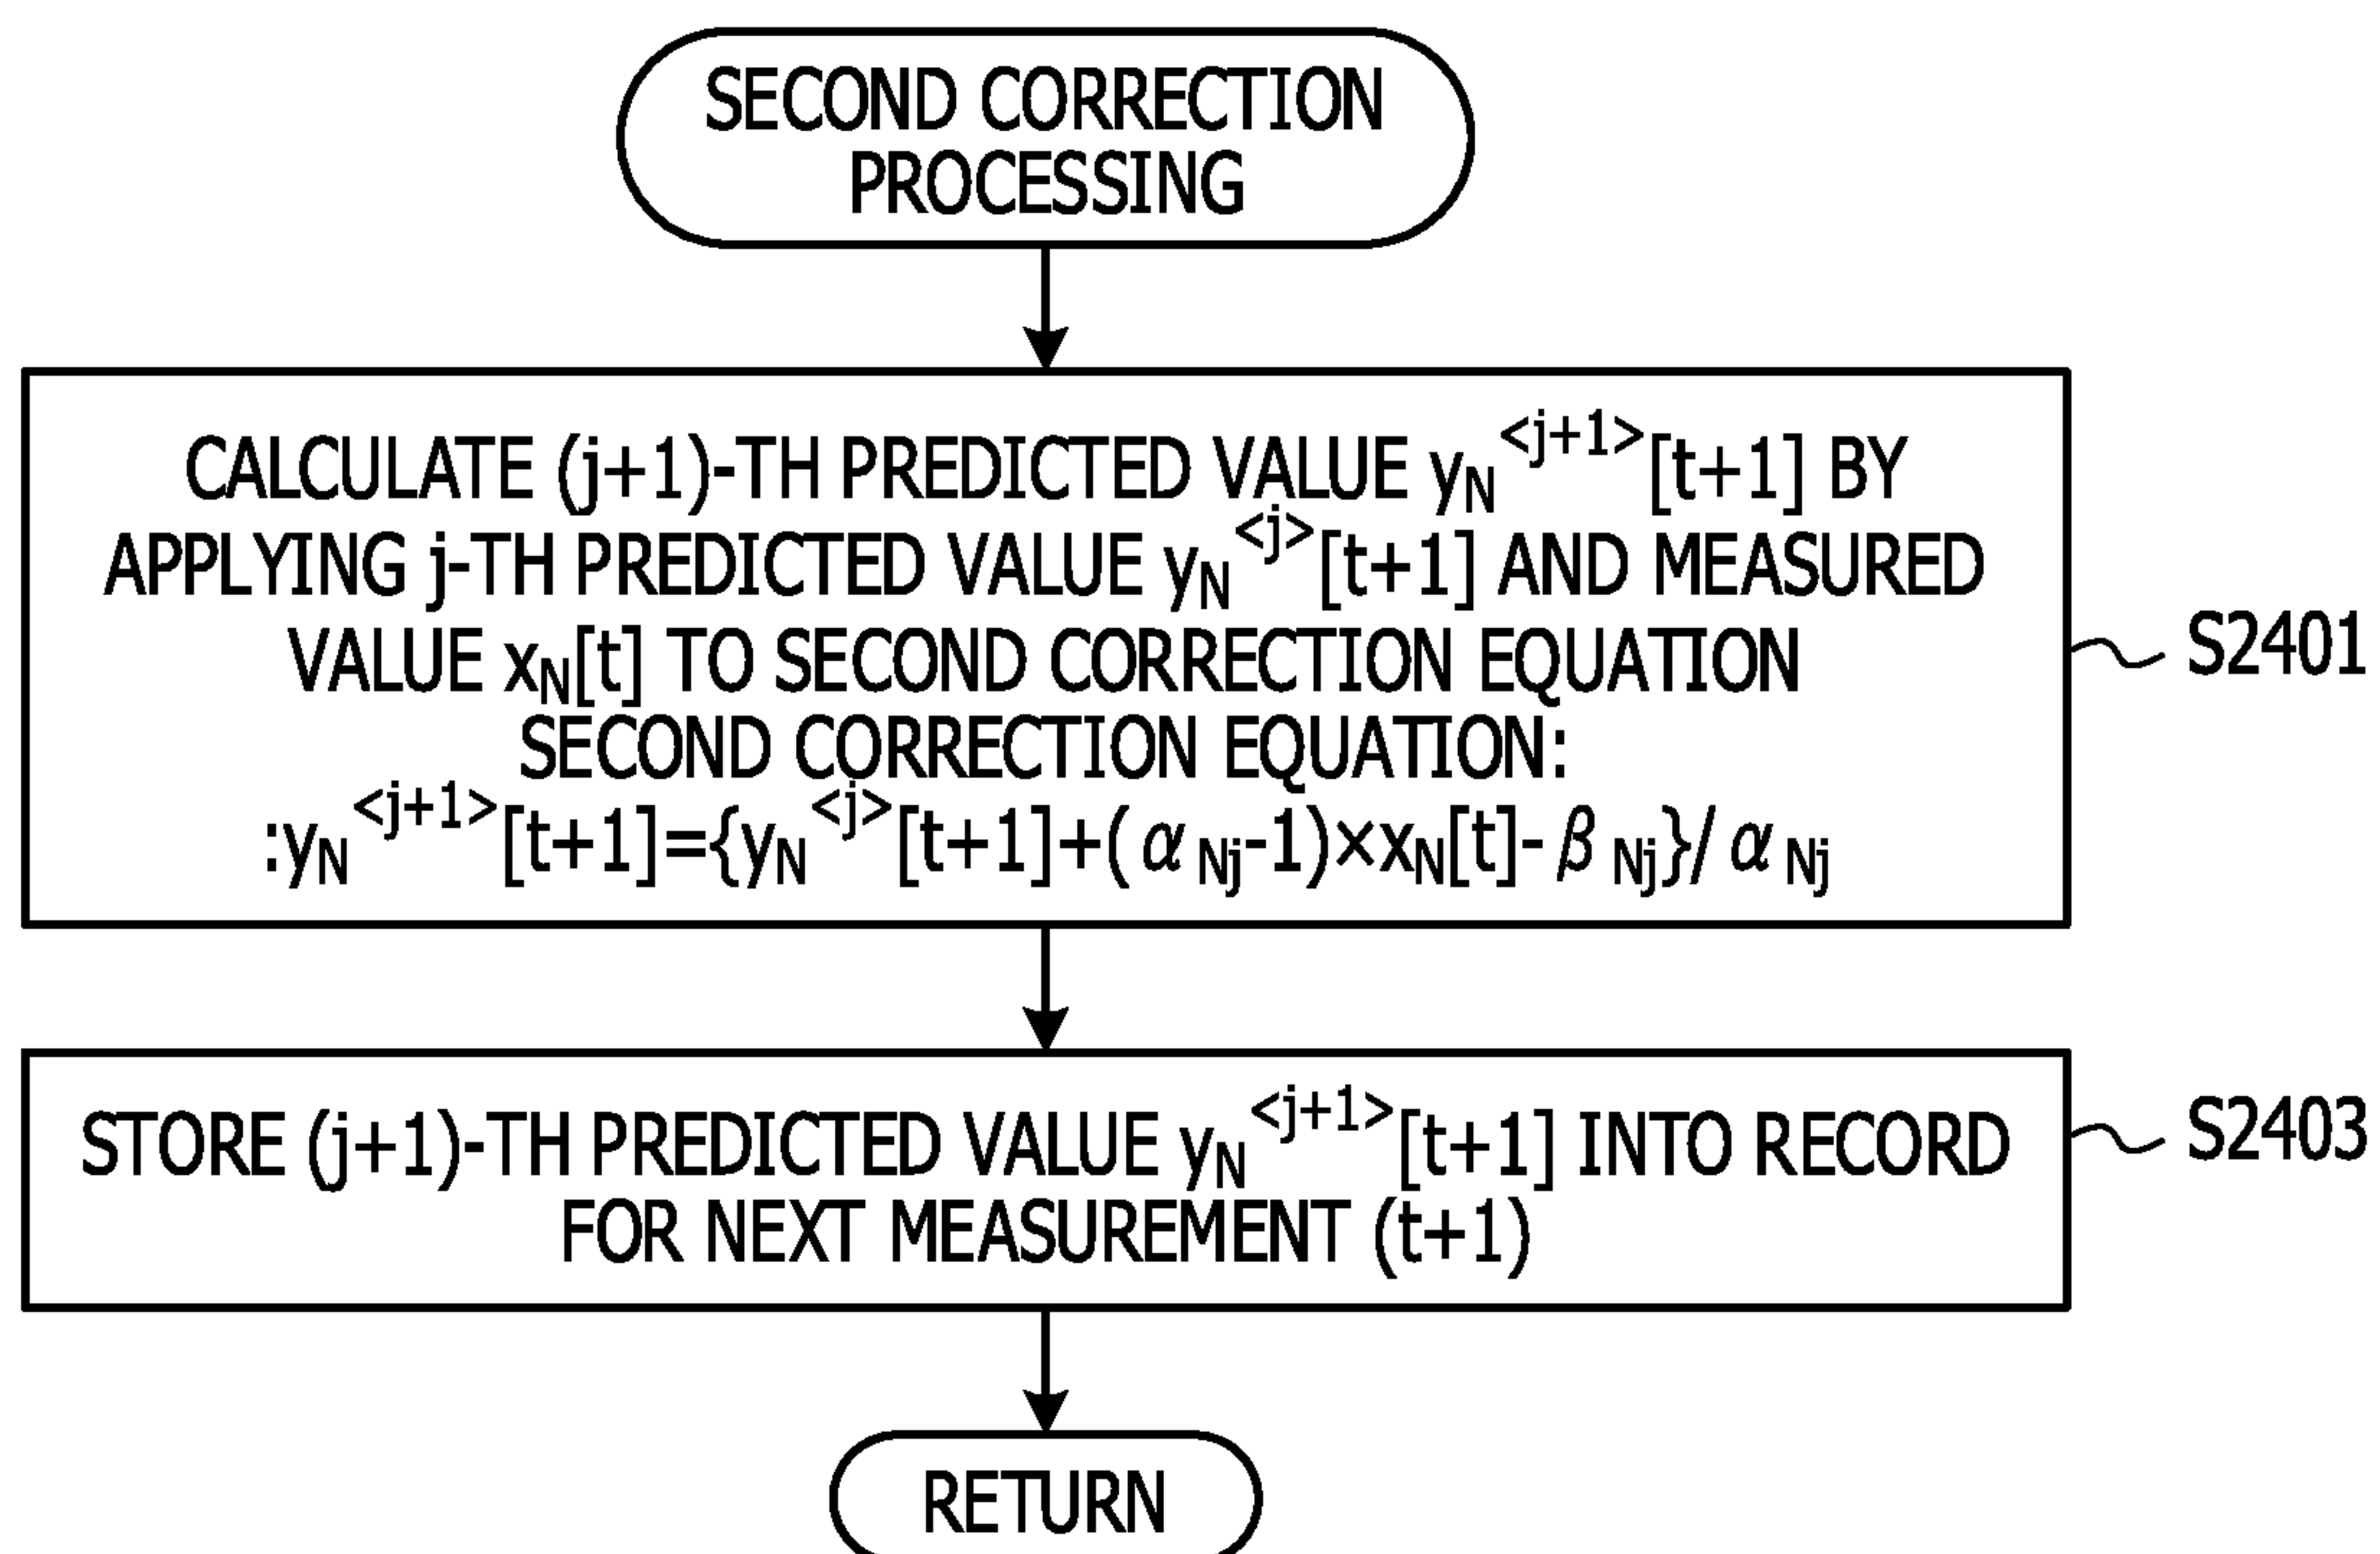 SECOND CORRECTION
PROCESSING
CALCULATE (j+1)-TH PREDICTED VALUE yN<j+1>[t+1] BY
APPLYING j-TH PREDICTED VALUE yN<j>[t+1] AND MEASURED
VALUE xN[t] TO SECOND CORRECTION EQUATION
SECOND CORRECTION EQUATION:
:yN<j+1>[t+1]={yN<j>[t+1]+(αNj-1)×xN[t]-βNj}/αNj
S2401
STORE (j+1)-TH PREDICTED VALUE yN<j+1>[t+1] INTO RECORD
FOR NEXT MEASUREMENT (t+1)
S2403
RETURN